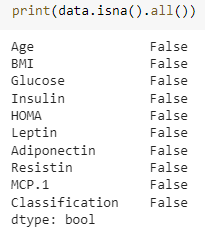 print(data.isna().all())
Age False
BMI False
Glucose False
Insulin False
HOMA False
Leptin False
Adiponectin False
Resistin False
MCP.1 False
Classification False
dtype: bool